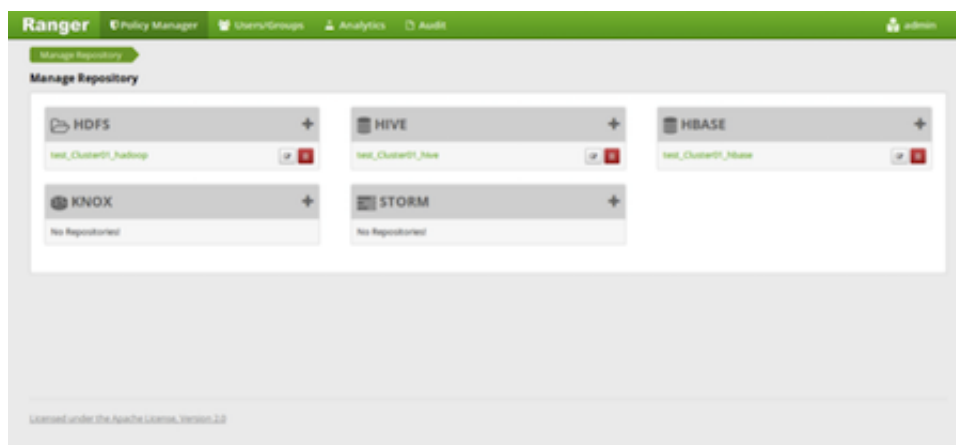 Ranger Policy Manager Users/Groups Analytics Audit admin
Manage Repository
Manage Repository
HDFS + HIVE + HBASE +
test_Cluster01_hadoop test_Cluster01_hive test_Cluster01_hbase
KNOX + STORM +
No Repositories! No Repositories!
Licensed under the Apache License, Version 2.0